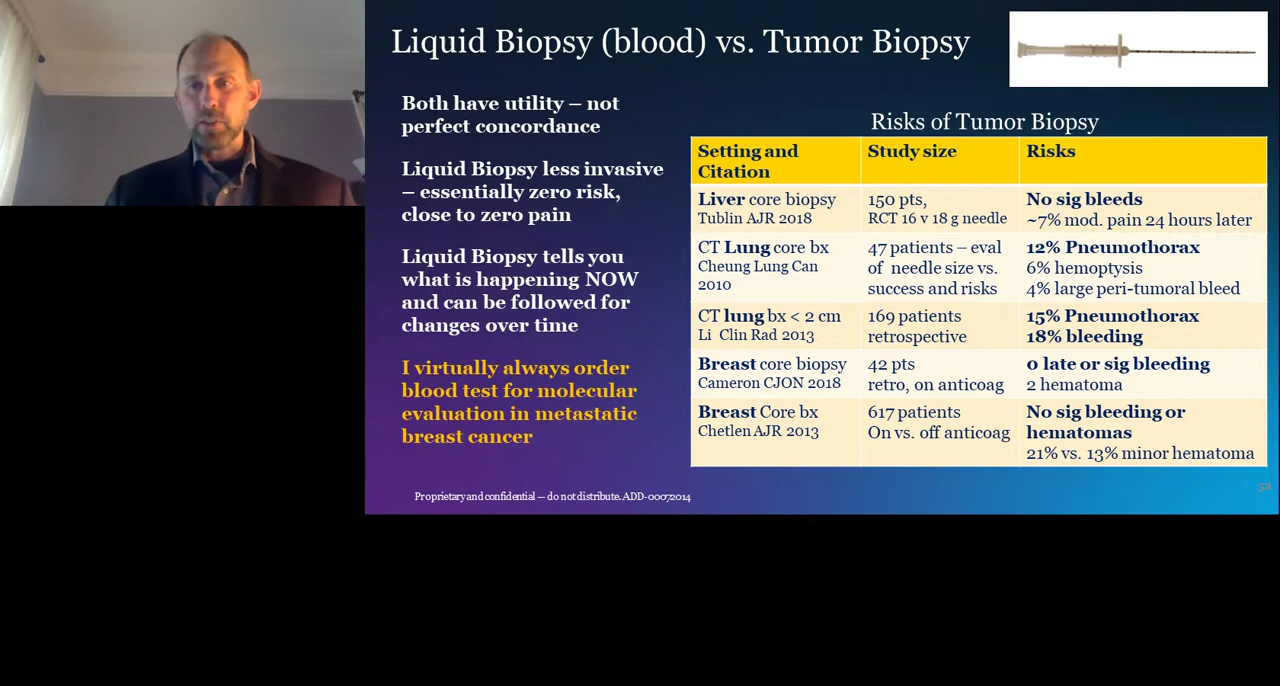 Liquid Biopsy (blood) vs. Tumor Biopsy
Both have utility – not
perfect concordance
Liquid Biopsy less invasive
– essentially zero risk,
close to zero pain
Liquid Biopsy tells you
what is happening NOW
and can be followed for
changes over time
I virtually always order
blood test for molecular
evaluation in metastatic
breast cancer
Risks of Tumor Biopsy
Setting and
Citation
Study size
Risks
Liver core biopsy
Tublin AJR 2018
150 pts,
RCT 16 v 18 g needle
No sig bleeds
~7% mod. pain 24 hours later
CT Lung core bx
Cheung Lung Can
2010
47 patients – eval
of needle size vs.
success and risks
12% Pneumothorax
6% hemoptysis
4% large peri-tumoral bleed
CT lung bx < 2 cm
Li Clin Rad 2013
169 patients
retrospective
15% Pneumothorax
18% bleeding
Breast core biopsy
Cameron CJON 2018
42 pts
retro, on anticoag
0 late or sig bleeding
2 hematoma
Breast Core bx
Chetlen AJR 2013
617 patients
On vs. off anticoag
No sig bleeding or
hematomas
21% vs. 13% minor hematoma
Proprietary and confidential — do not distribute. ADD-00072014
52